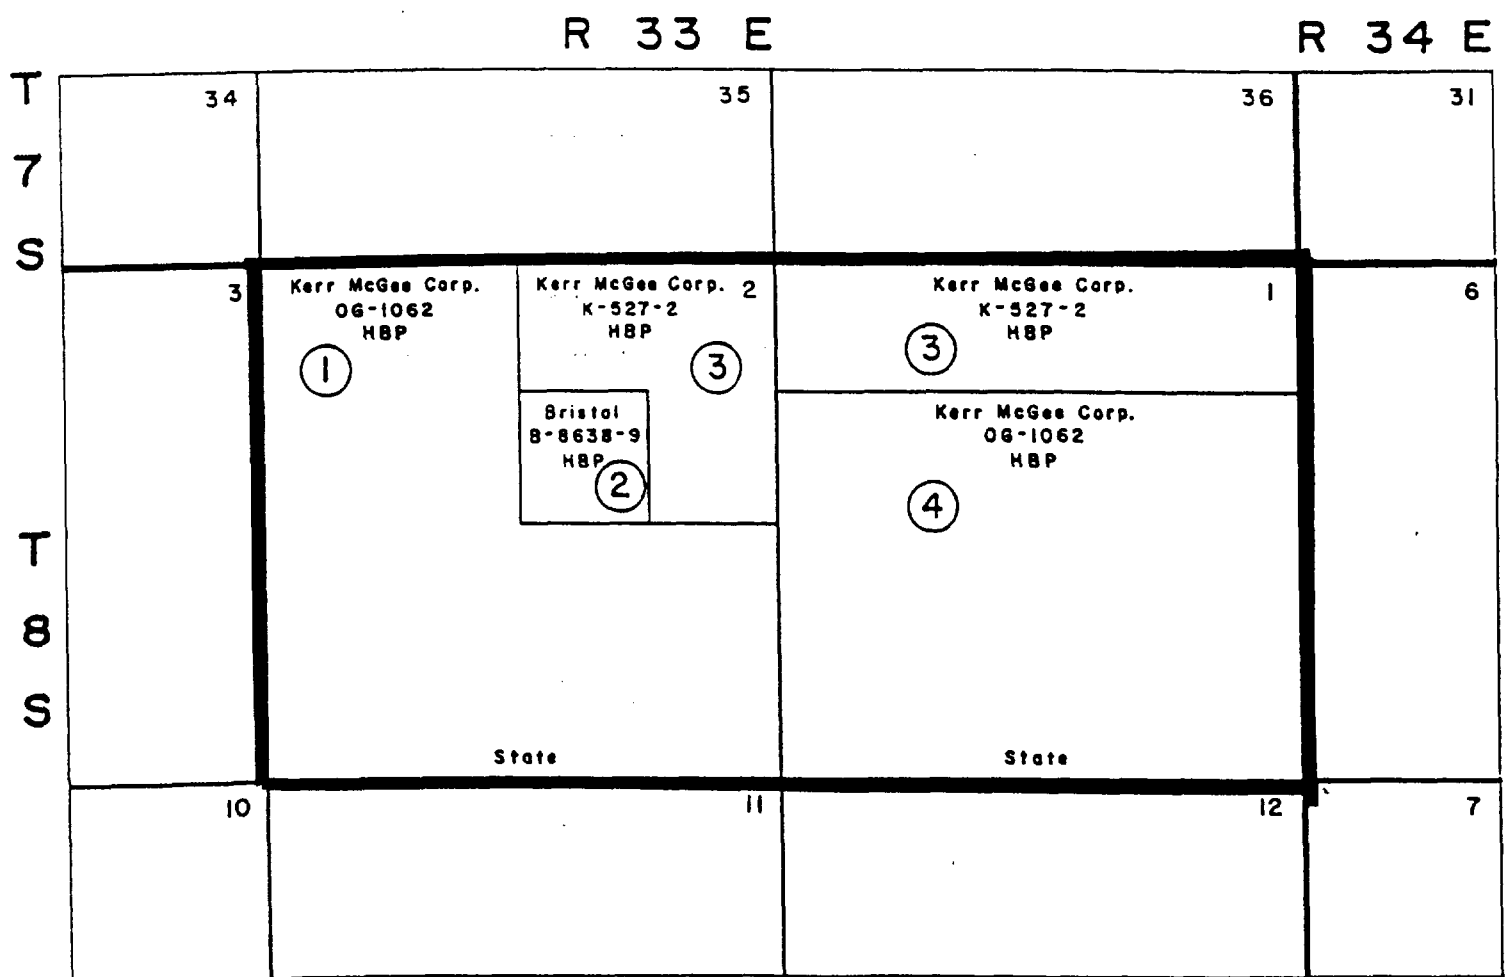 R 33 E
R 34 E
T
7
S
34
35
36
31
3
Kerr McGee Corp.
OG-1062
HBP
1
Kerr McGee Corp.
K-527-2
HBP
2
3
Bristol
B-8638-9
HBP
2
Kerr McGee Corp.
K-527-2
HBP
1
3
Kerr McGee Corp.
OG-1062
HBP
4
6
T
8
S
State
State
10
11
12
7